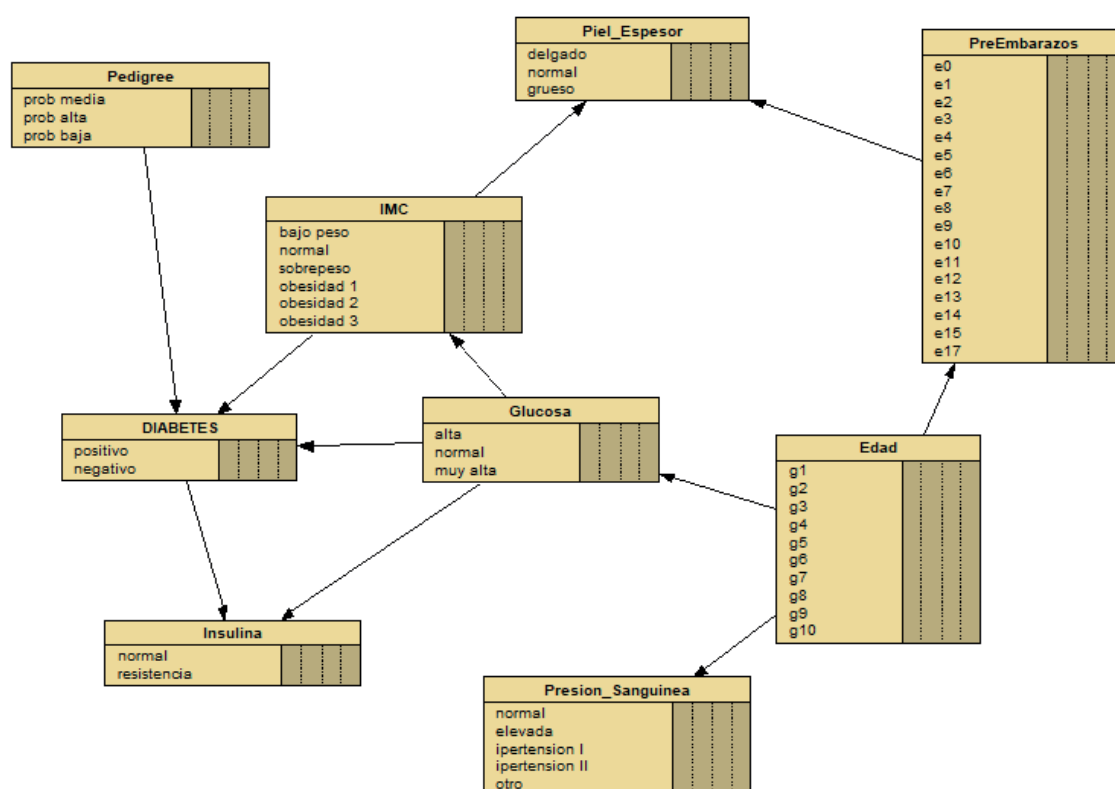 Piel_Espesor
delgado
normal
grueso
PreEmbarazos
e0
e1
e2
e3
e4
e5
e6
e7
e8
e9
e10
e11
e12
e13
e14
e15
e17
Pedigree
prob media
prob alta
prob baja
IMC
bajo peso
normal
sobrepeso
obesidad 1
obesidad 2
obesidad 3
DIABETES
positivo
negativo
Glucosa
alta
normal
muy alta
Edad
g1
g2
g3
g4
g5
g6
g7
g8
g9
g10
Insulina
normal
resistencia
Presion_Sanguinea
normal
elevada
ipertension I
ipertension II
otro